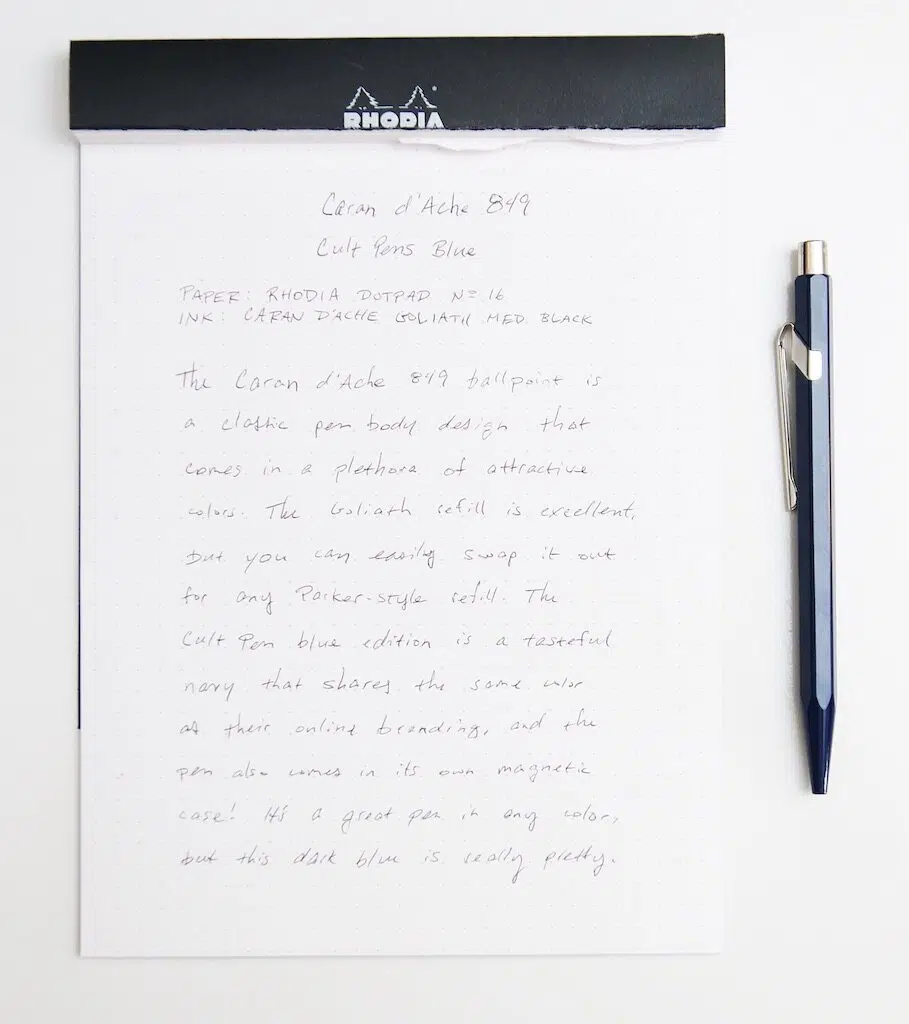 RHODIA
Caran d'Ache 849
Cult Pens Blue
PAPER: RHODIA DOTPAD Nº 16
INK: CARAN D'ACHE GOLIATH MED. BLACK
The Caran d'Ache 849 ballpoint is
a classic pen body design that
comes in a plethora of attractive
colors. The Goliath refill is excellent,
but you can easily swap it out
for any Parker-style refill. The
Cult Pen blue edition is a tasteful
navy that shares the same color
as their online branding, and the
pen also comes in its own magnetic
case! It's a great pen in any color,
but this dark blue is really pretty.